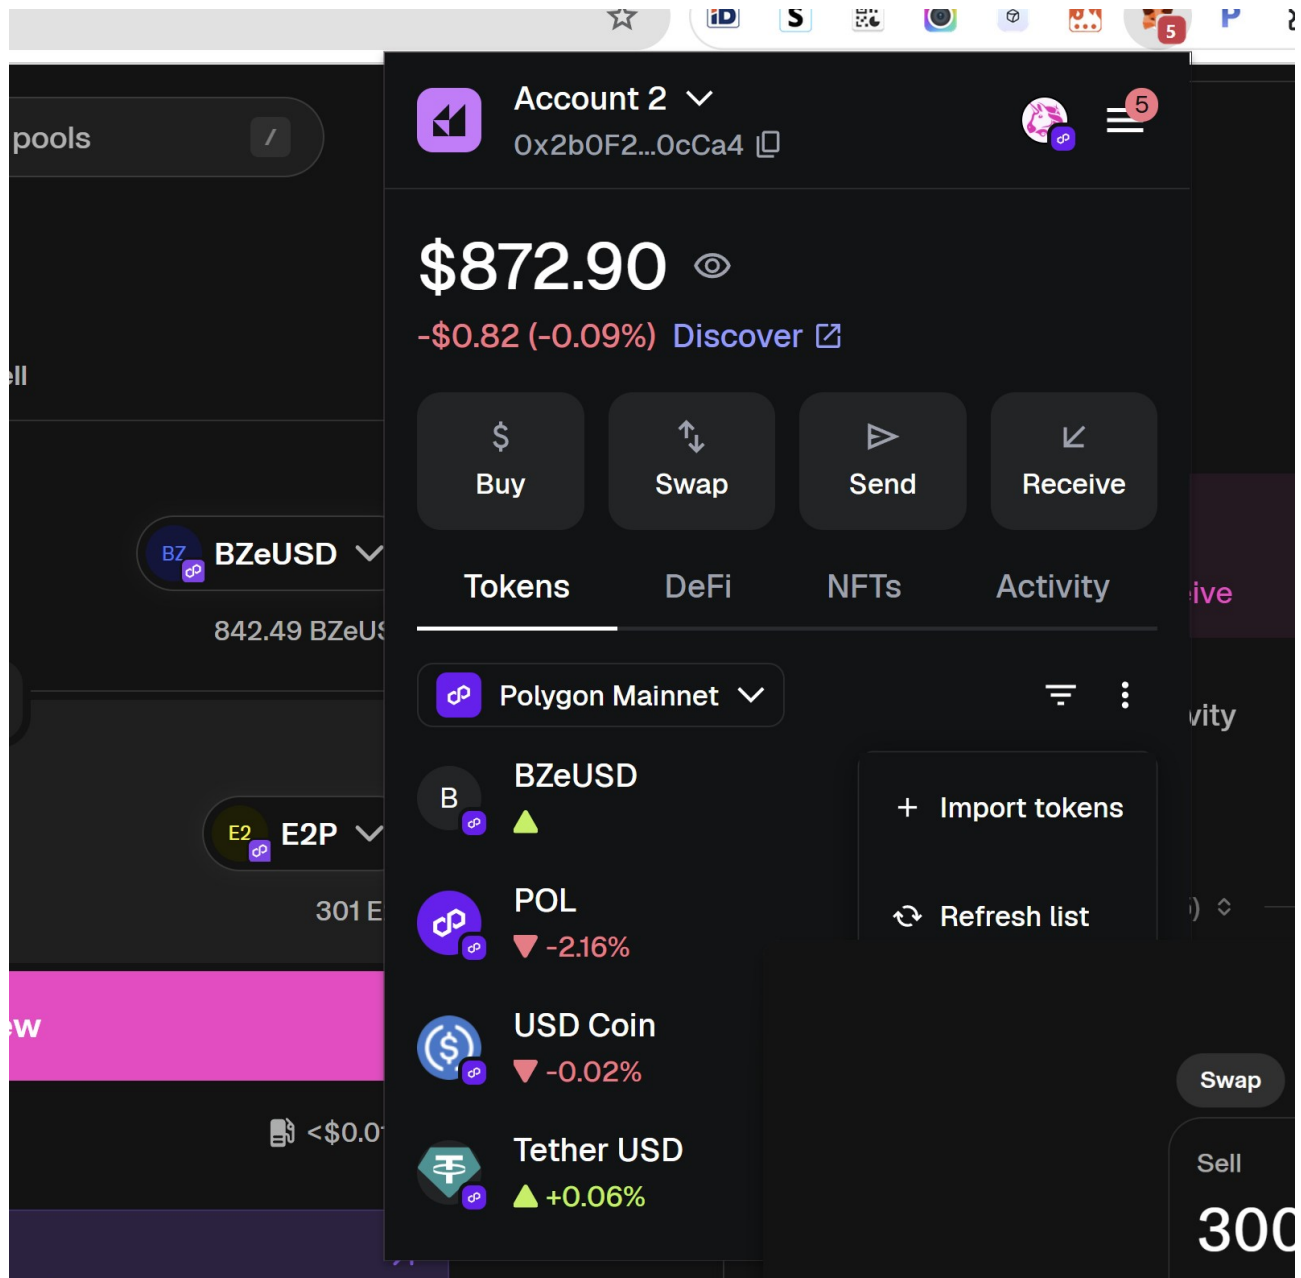 iD S P
5
pools /
Account 2
5
0x2b0F2...0cCa4
$872.90
-$0.82 (-0.09%) Discover
ell
Buy Swap Send Receive
BZ BZeUSD
Tokens DeFi NFTs Activity
ive
842.49 BZeUS
Polygon Mainnet
vity
BZeUSD
B
+ Import tokens
E2 E2P
POL
-2.16%
301 E
Refresh list
USD Coin
-0.02%
ew
Swap
<$0.0
Tether USD
+0.06%
Sell
300